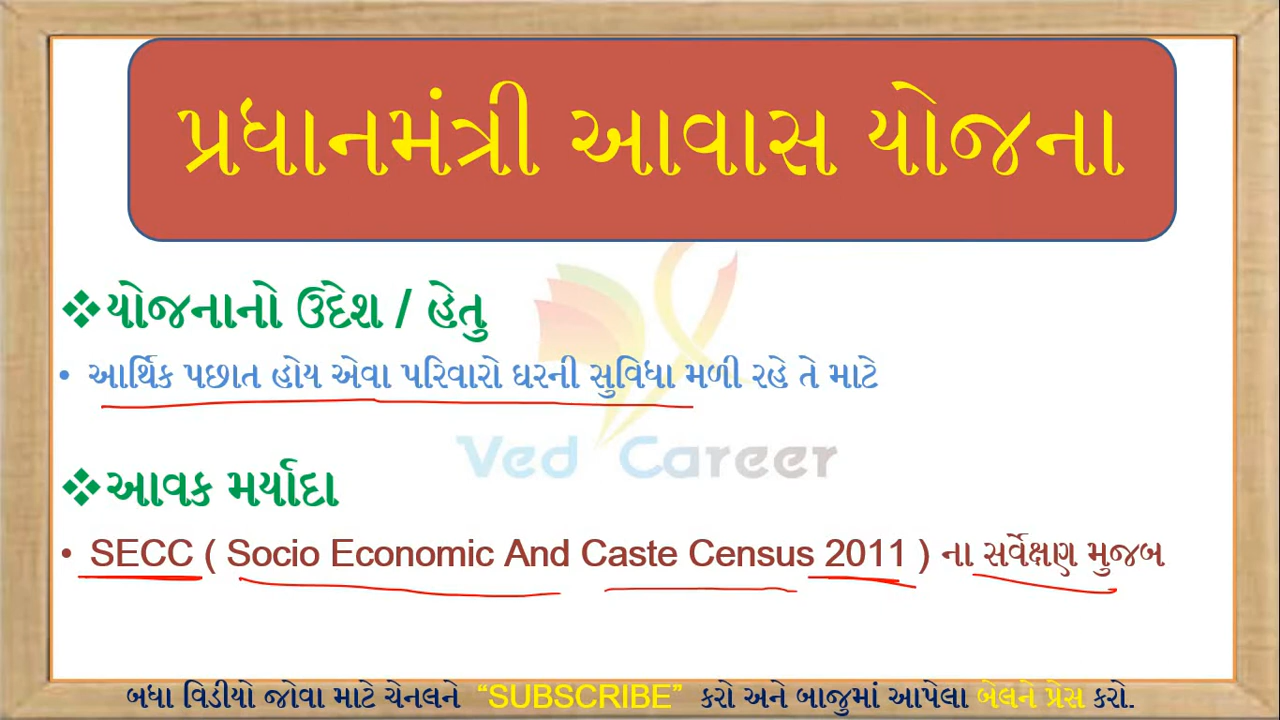 પ્રધાનમંત્રી આવાસ યોજના
❖યોજનાનો ઉદેશ / હેતુ
• આર્થિક પછાત હોય એવા પરિવારો ઘરની સુવિધા મળી રહે તે માટે
Ved Career
❖આવક મર્યાદા
• SECC ( Socio Economic And Caste Census 2011 ) ના સર્વેક્ષણ મુજબ
બધા વિડીયો જોવા માટે ચેનલને “SUBSCRIBE” કરો અને બાજુમાં આપેલા બેલને પ્રેસ કરો.